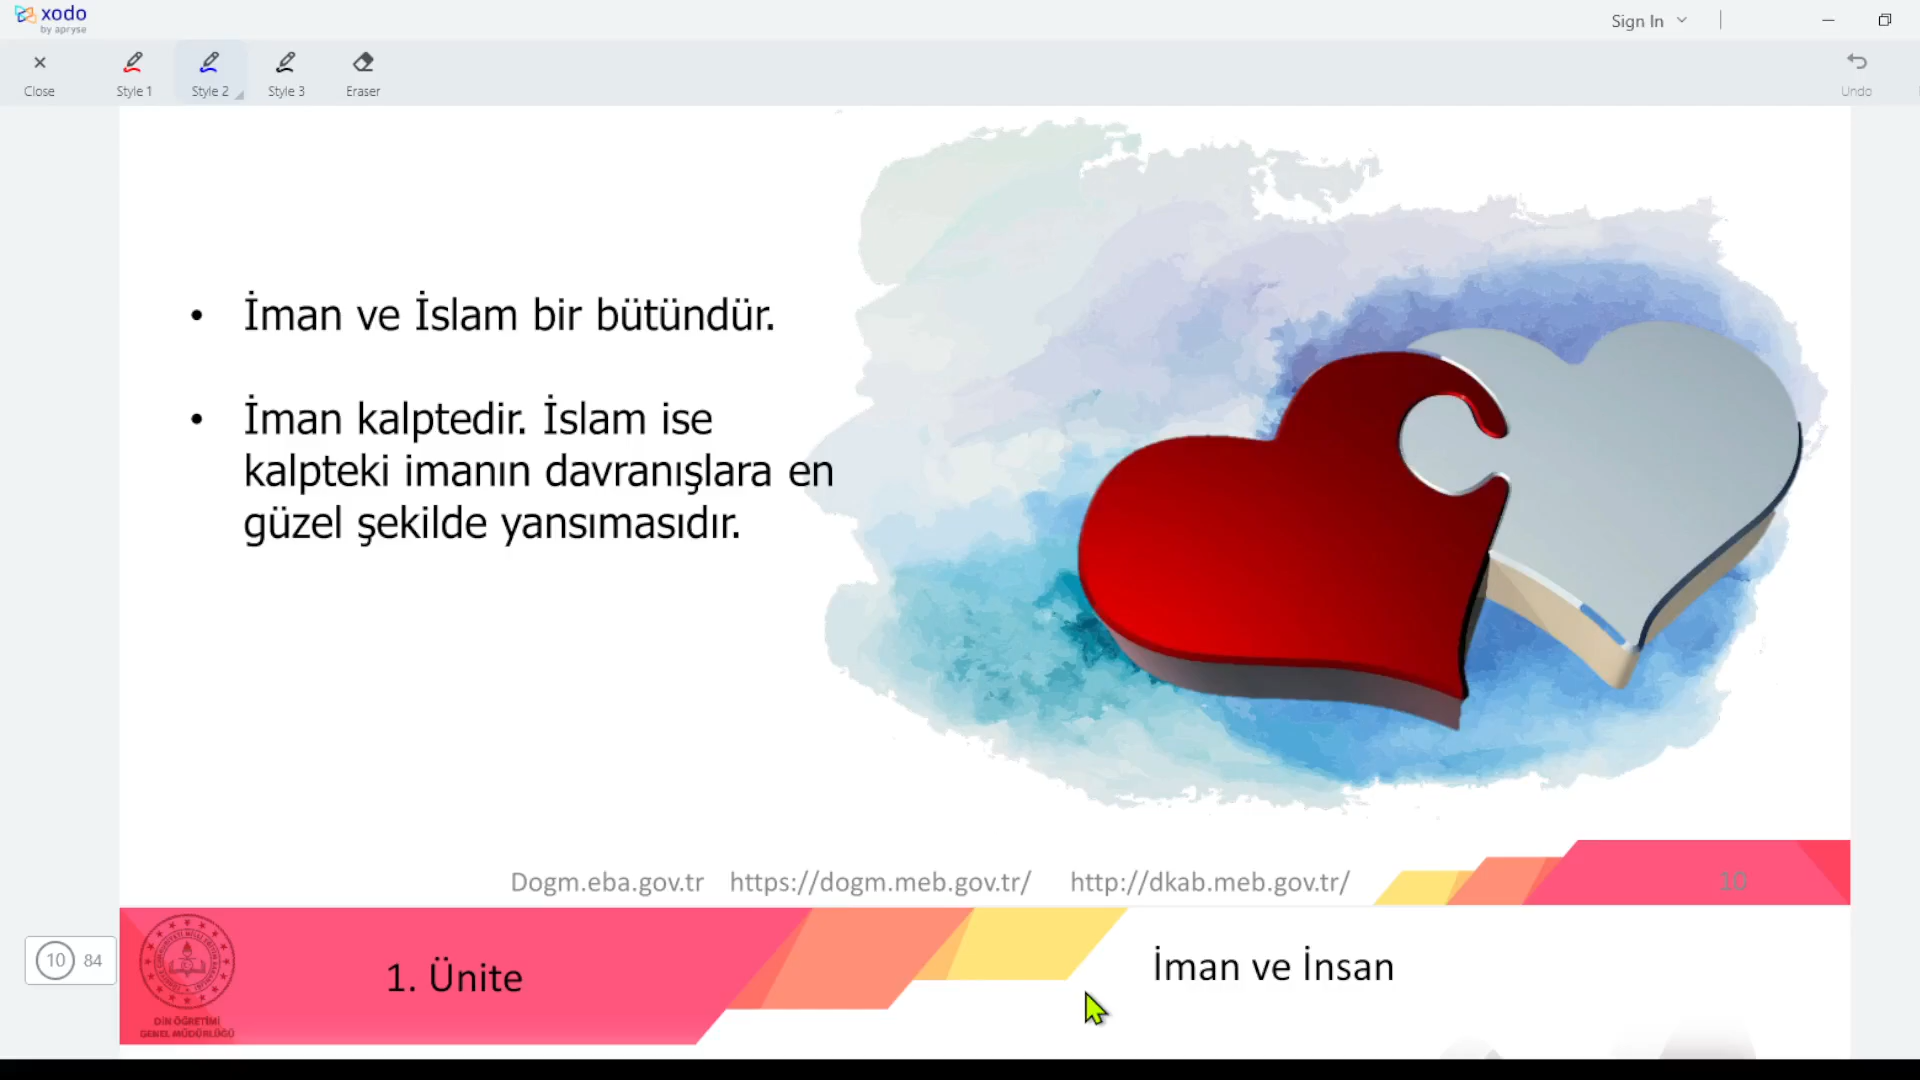 xodo
by apryse
Sign In
Close
Style 1
Style 2
Style 3
Eraser
Undo
• İman ve İslam bir bütündür.
• İman kalptedir. İslam ise
kalpteki imanın davranışlara en
güzel şekilde yansımasıdır.
Dogm.eba.gov.tr https://dogm.meb.gov.tr/ http://dkab.meb.gov.tr/ 10
10 84
DİN ÖĞRETİMİ
GENEL MÜDÜRLÜĞÜ
1. Ünite
İman ve İnsan